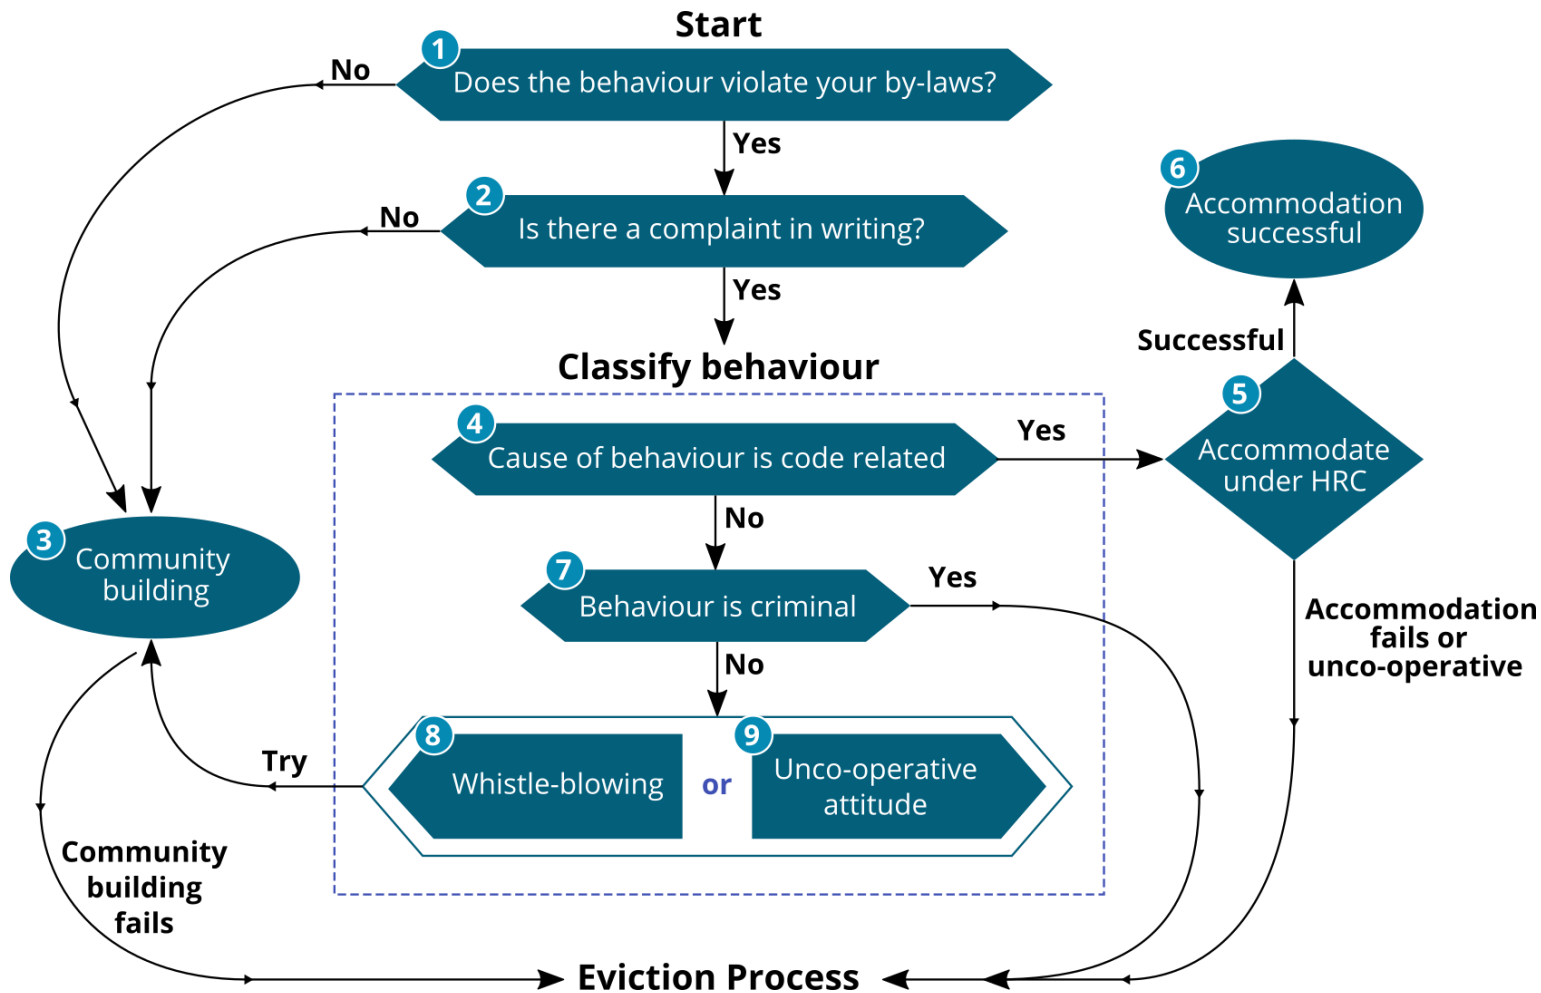 Start
1
Does the behaviour violate your by-laws?
No
Yes
2
Is there a complaint in writing?
No
Yes
6
Accommodation
successful
Successful
Classify behaviour
4
Cause of behaviour is code related
Yes
5
Accommodate
under HRC
No
3
Community
building
7
Behaviour is criminal
Yes
Accommodation
fails or
unco-operative
No
8
Whistle-blowing
or
9
Unco-operative
attitude
Try
Community
building
fails
Eviction Process